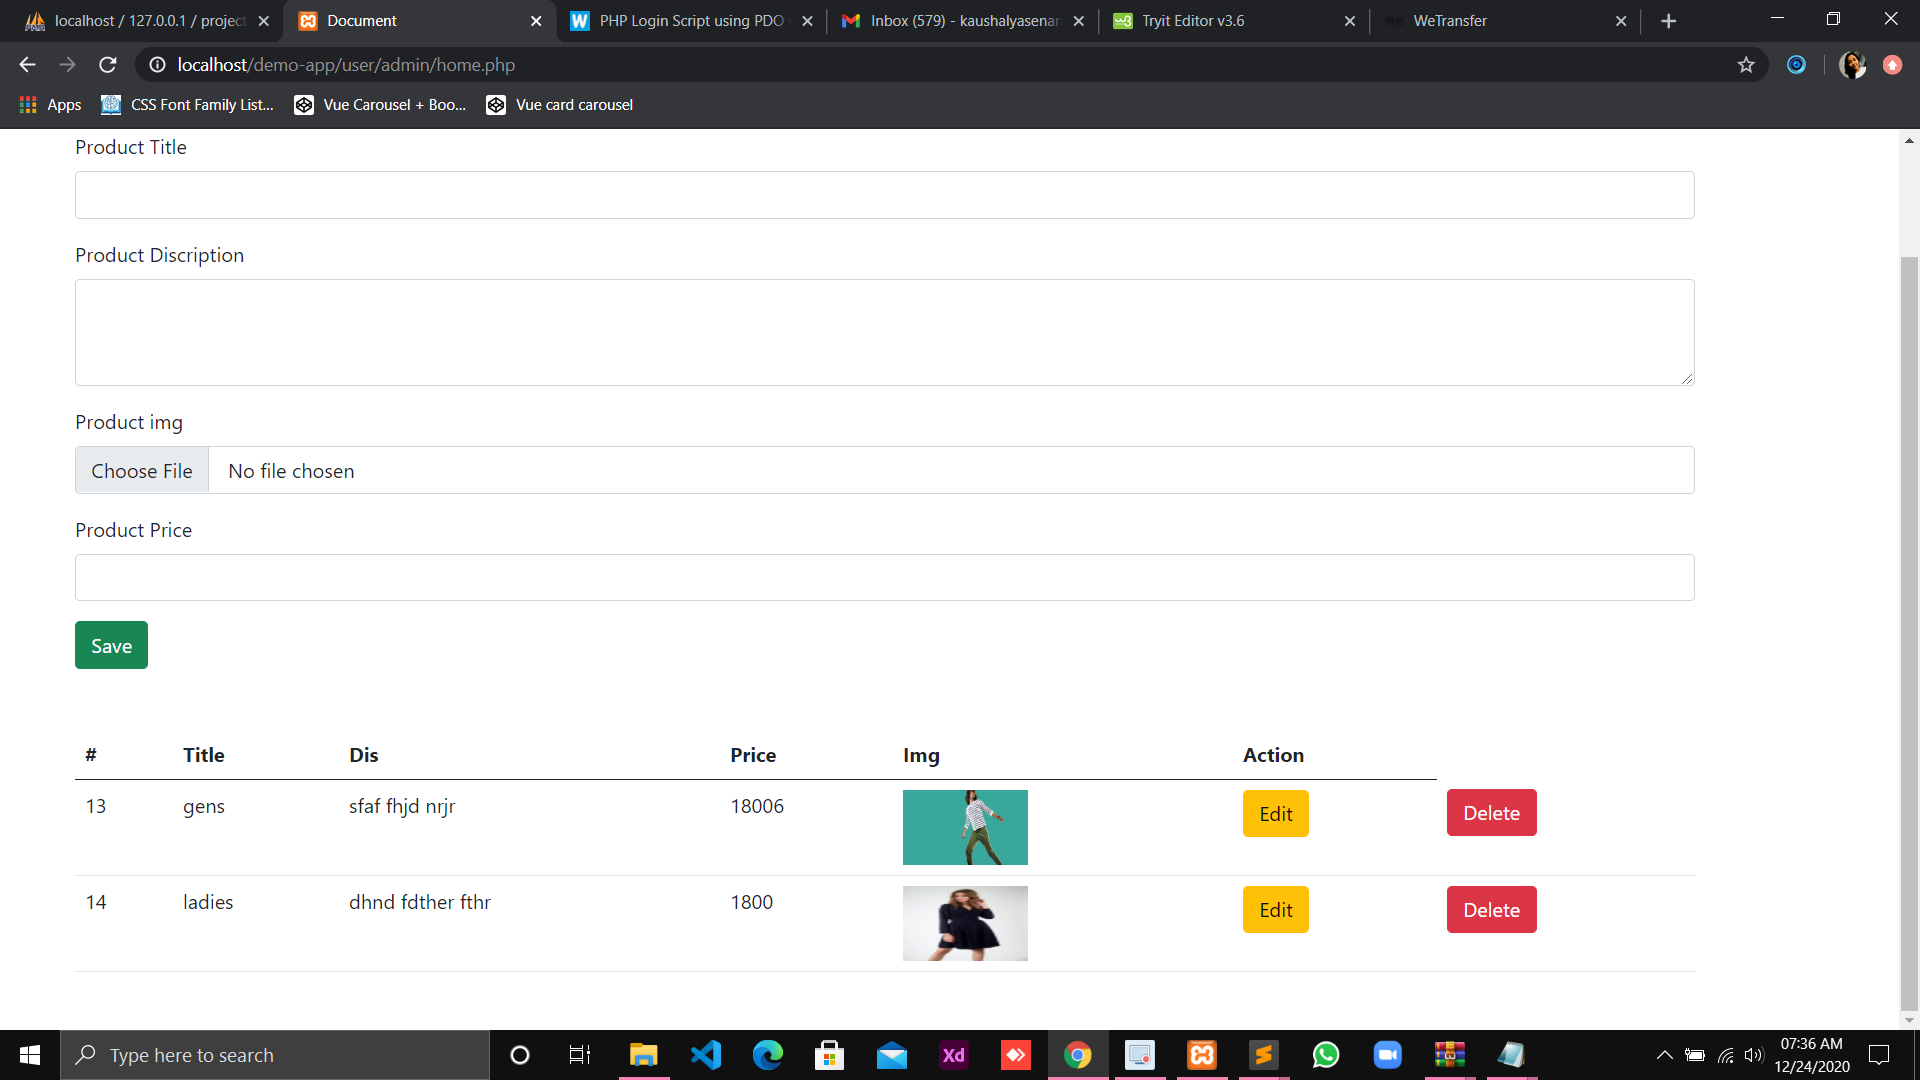 localhost / 127.0.0.1 / project
Document
PHP Login Script using PDO
Inbox (579) - kaushalyasenar
Tryit Editor v3.6
WeTransfer
localhost/demo-app/user/admin/home.php
Apps
CSS Font Family List...
Vue Carousel + Boo...
Vue card carousel
Product Title
Product Discription
Product img
Choose File No file chosen
Product Price
Save
# Title Dis Price Img Action
13 gens sfaf fhjd nrjr 18006 Edit Delete
14 ladies dhnd fdther fthr 1800 Edit Delete
Type here to search
Xd
07:36 AM
12/24/2020